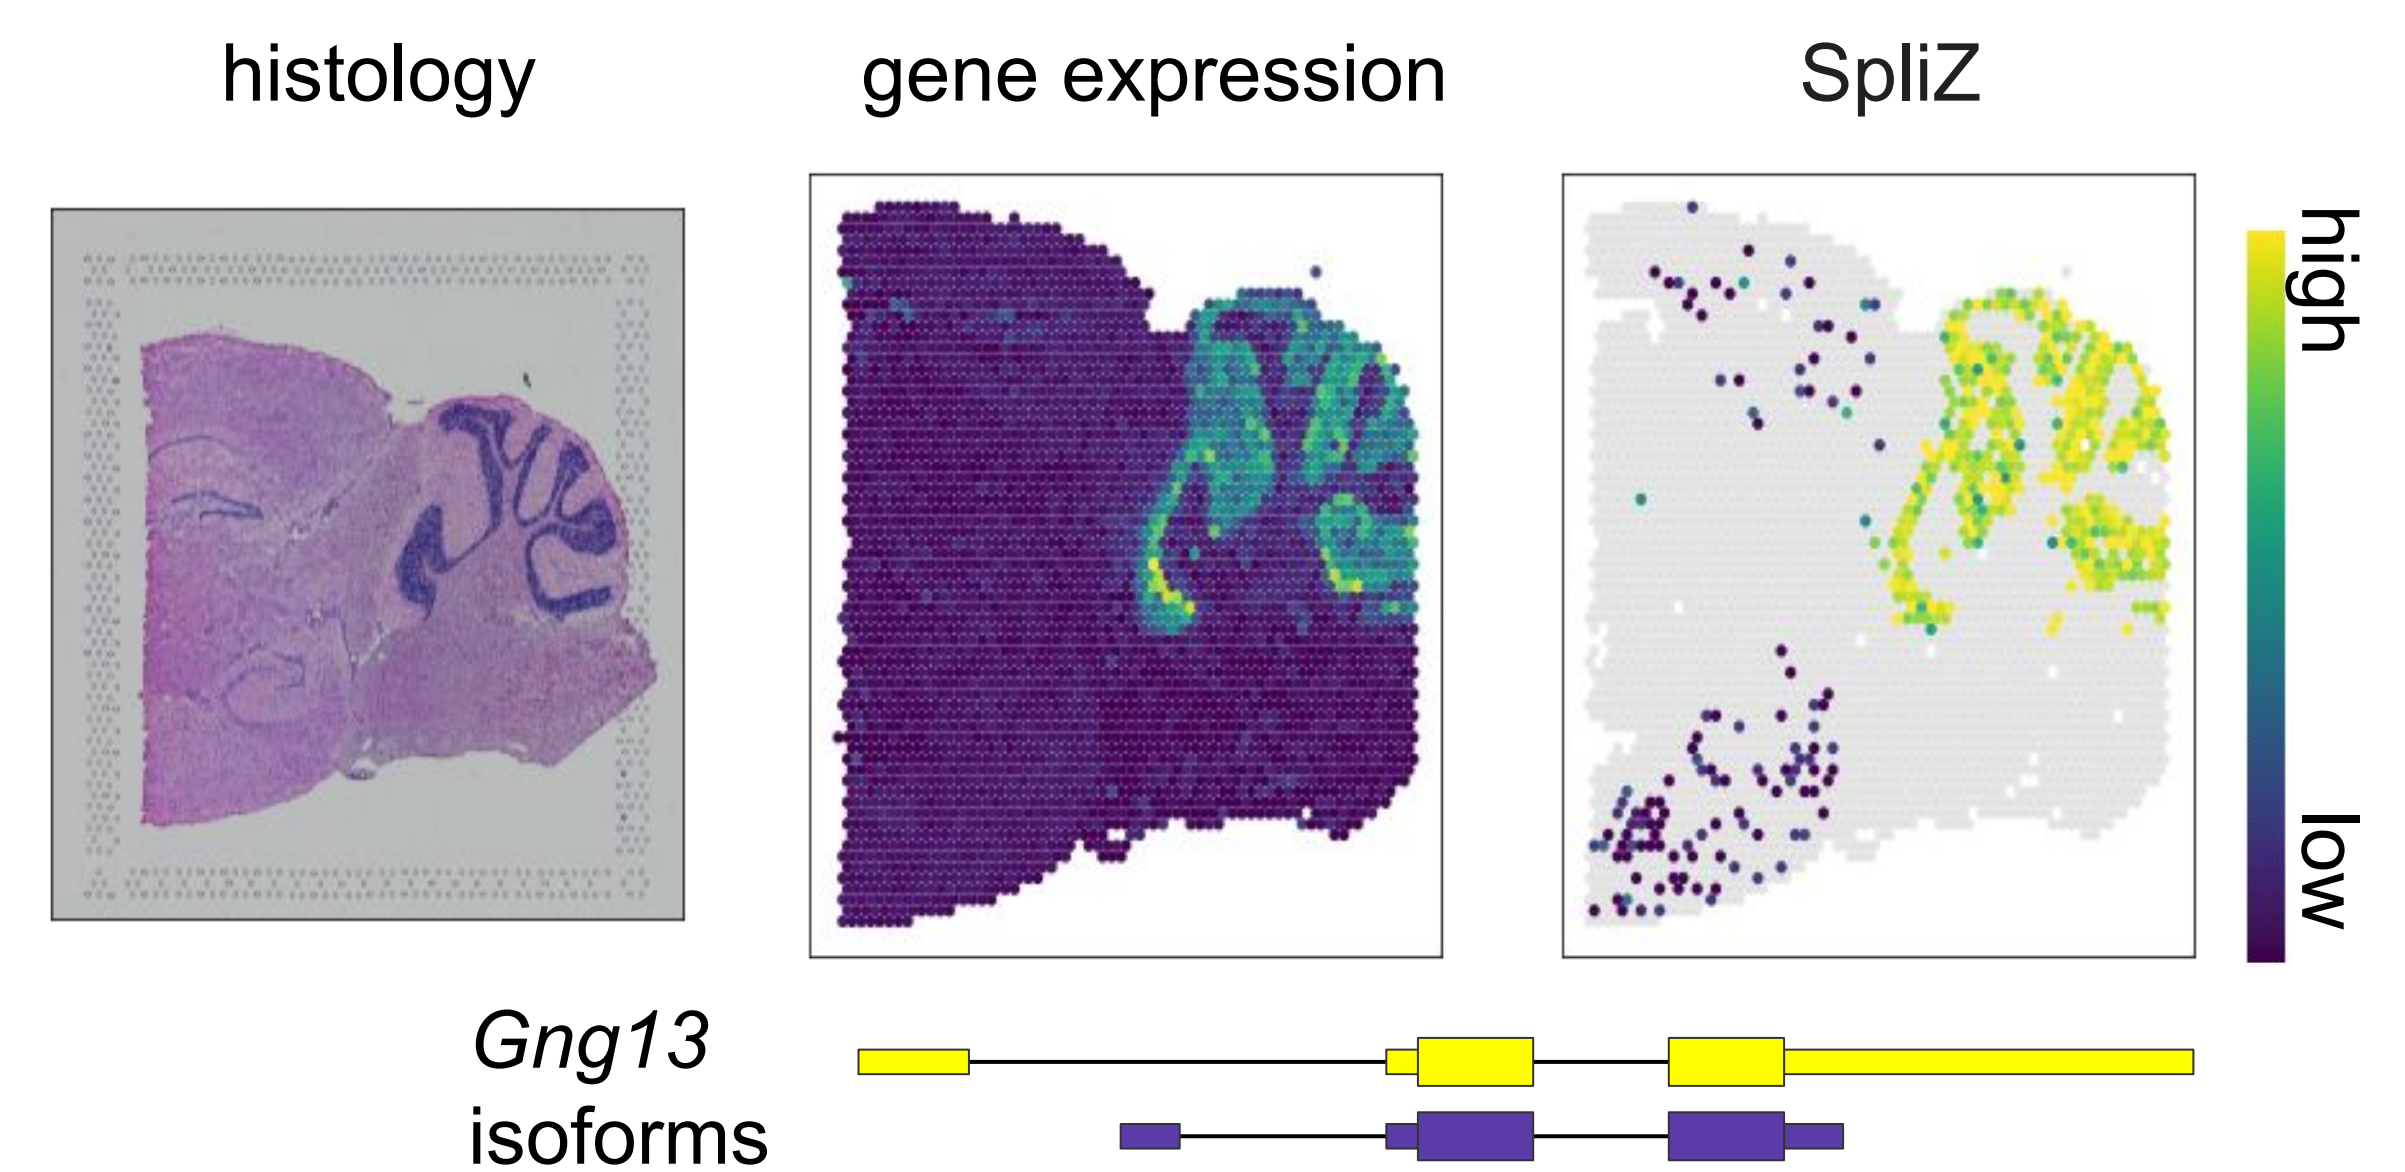 histology
gene expression
SpliZ
high
low
Gng13
isoforms